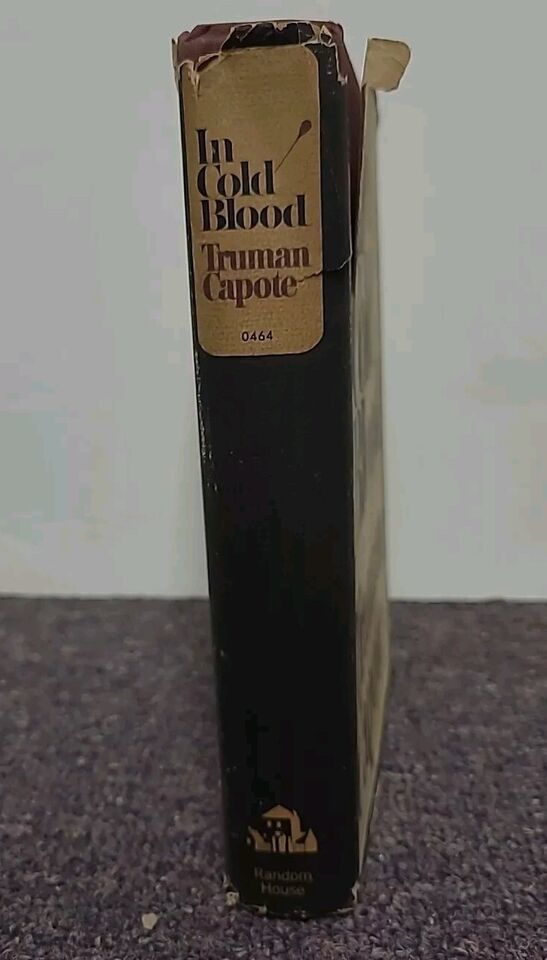 In
Cold
Blood
Truman
Capote
0464
Random
House